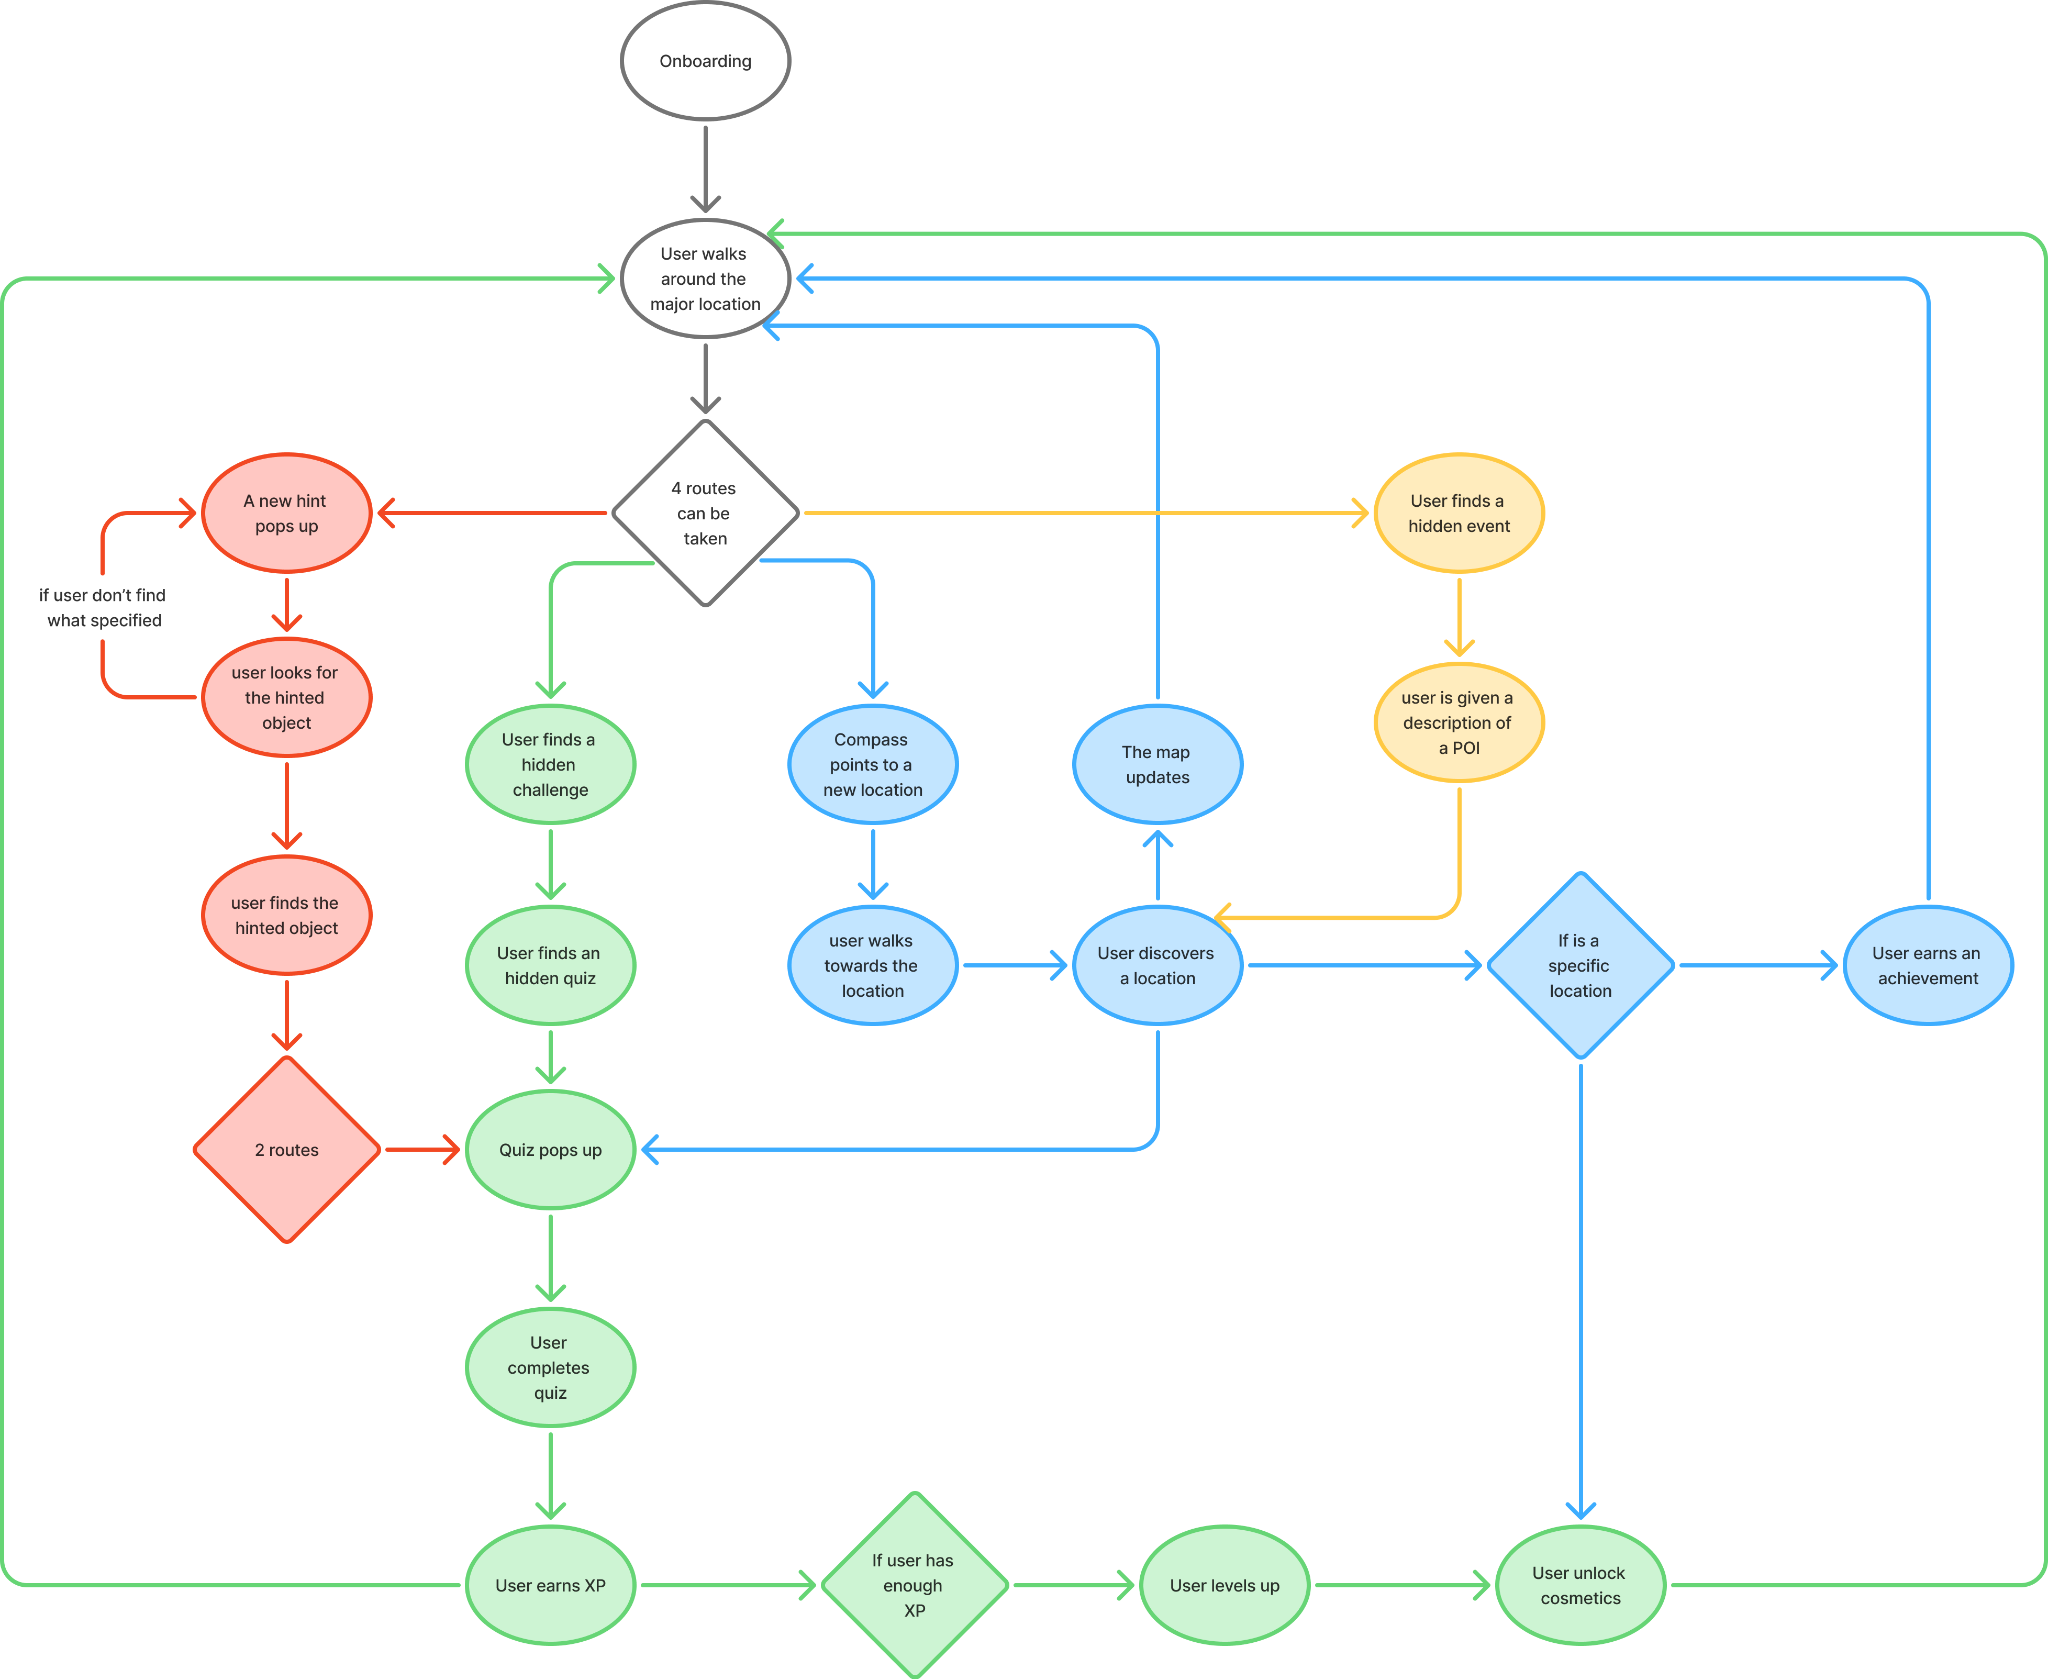 Onboarding
User walks
around the
major location
4 routes
can be
taken
A new hint
pops up
User finds a
hidden event
if user don't find
what specified
user looks for
the hinted
object
user is given a
description of
a POI
User finds a
hidden
challenge
Compass
points to a
new location
The map
updates
user finds the
hinted object
User finds an
hidden quiz
user walks
towards the
location
User discovers
a location
If is a
specific
location
User earns an
achievement
2 routes
Quiz pops up
User
completes
quiz
User earns XP
If user has
enough
XP
User levels up
User unlock
cosmetics